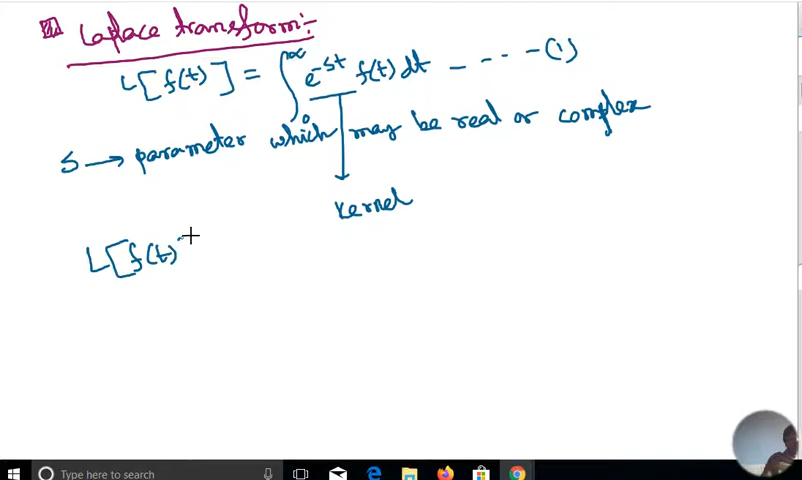 Laplace transform:-
L[f(t)] = ∫₀^∝ e^-st f(t) dt - - - - - (1)
S → parameter which may be real or complex
kernel
L[f(t)
Type here to search